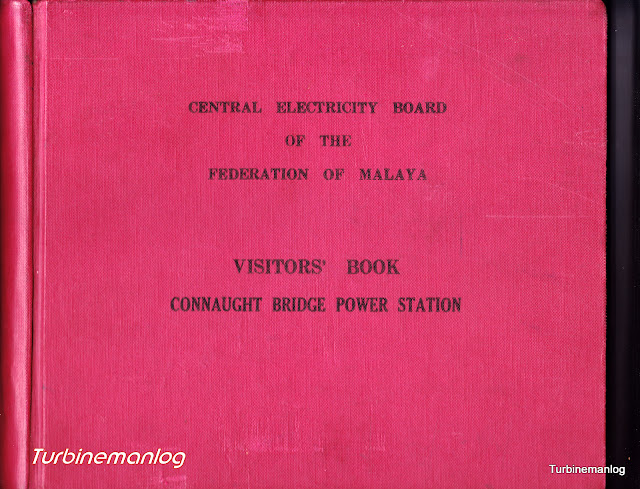 CENTRAL ELECTRICITY BOARD
OF THE
FEDERATION OF MALAYA
VISITORS' BOOK
CONNAUGHT BRIDGE POWER STATION
Turbinemanlog
Turbinemanlog